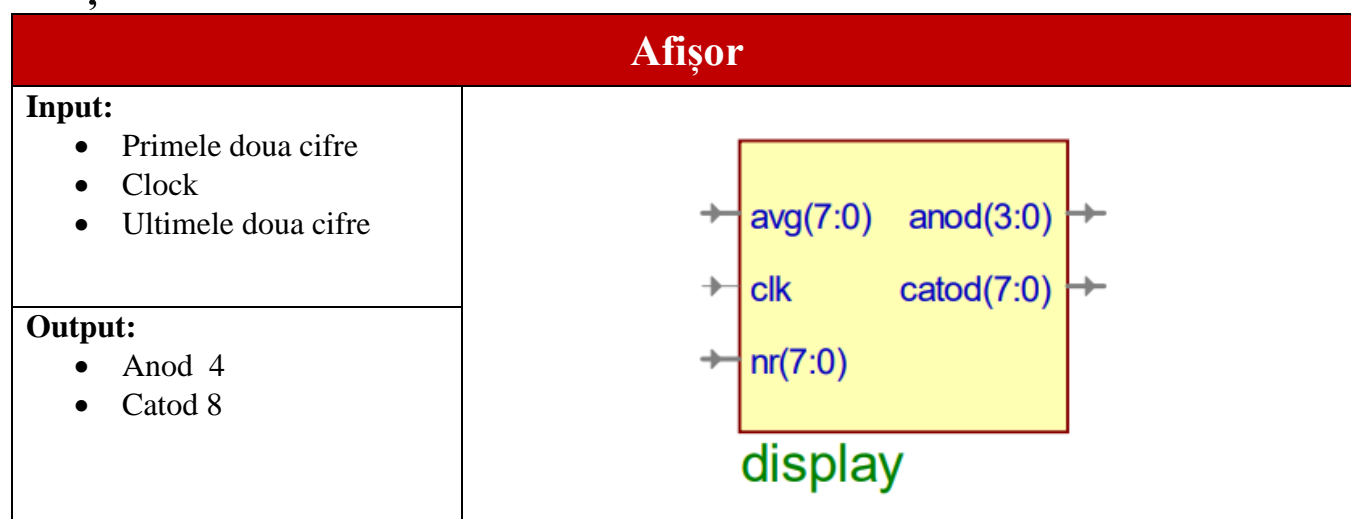 Afișor
Input:
• Primele doua cifre
• Clock
• Ultimele doua cifre
Output:
• Anod 4
• Catod 8
avg(7:0) anod(3:0)
clk catod(7:0)
nr(7:0)
display